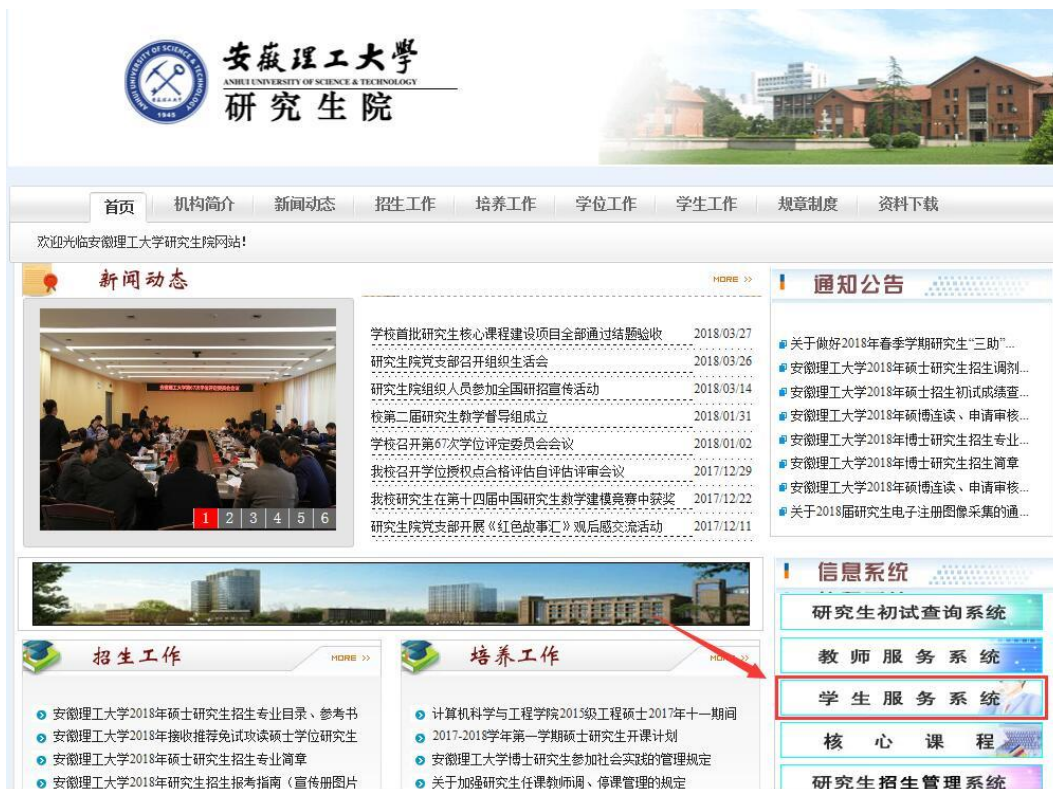 安徽理工大學
ANHUI UNIVERSITY OF SCIENCE & TECHNOLOGY
研究生院
ANHUI UNIVERSITY OF SCIENCE & TECHNOLOGY
1945
首页 机构简介 新闻动态 招生工作 培养工作 学位工作 学生工作 规章制度 资料下载
欢迎光临安徽理工大学研究生院网站！
新闻动态
MORE >>
学校首批研究生核心课程建设项目全部通过结题验收 2018/03/27
研究生院党支部召开组织生活会 2018/03/26
研究生院组织人员参加全国研招宣传活动 2018/03/14
校第二届研究生教学督导组成立 2018/01/31
学校召开第67次学位评定委员会会议 2018/01/02
我校召开学位授权点合格评估自评估评审会议 2017/12/29
我校研究生在第十四届中国研究生数学建模竞赛中获奖 2017/12/22
研究生院党支部开展《红色故事汇》观后感交流活动 2017/12/11
安徽理工大学第67次学位评定委员会会议
1 2 3 4 5 6
通知公告
关于做好2018年春季学期研究生“三助”...
安徽理工大学2018年硕士研究生招生调剂...
安徽理工大学2018年硕士招生初试成绩查...
安徽理工大学2018年硕博连读、申请审核...
安徽理工大学2018年博士研究生招生专业...
安徽理工大学2018年博士研究生招生简章
安徽理工大学2018年硕博连读、申请审核...
关于2018届研究生电子注册图像采集的通...
信息系统
研究生初试查询系统
教师服务系统
学生服务系统
核心课程
研究生招生管理系统
招生工作
MORE >>
安徽理工大学2018年硕士研究生招生专业目录、参考书
安徽理工大学2018年接收推荐免试攻读硕士学位研究生
安徽理工大学2018年硕士研究生招生专业简章
安徽理工大学2018年研究生招生报考指南（宣传册图片
培养工作
MORE >>
计算机科学与工程学院2015级工程硕士2017年十一期间
2017-2018学年第一学期硕士研究生开课计划
安徽理工大学博士研究生参加社会实践的管理规定
关于加强研究生任课教师调、停课管理的规定